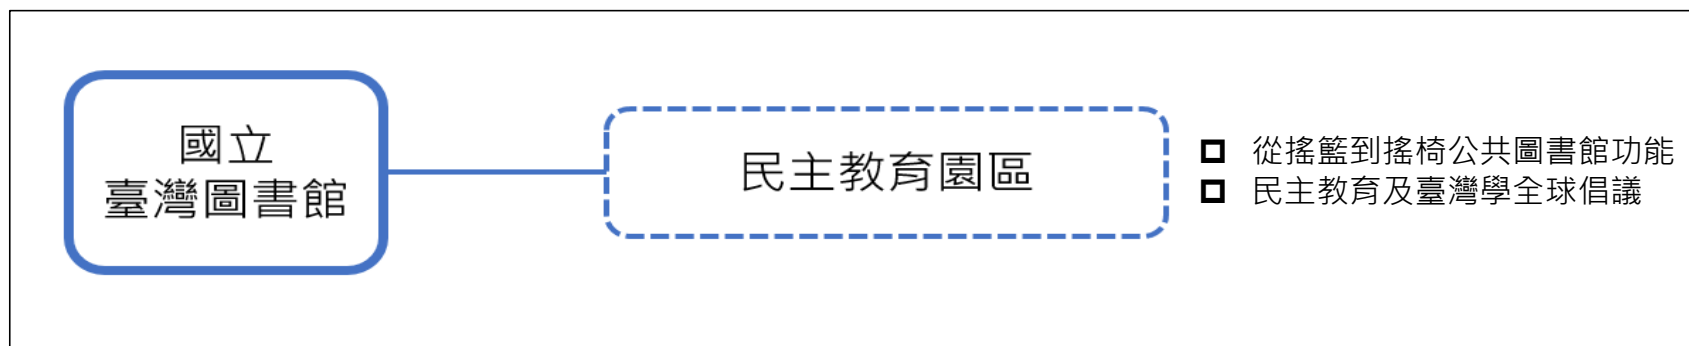 國立
臺灣圖書館
民主教育園區
從搖籃到搖椅公共圖書館功能
民主教育及臺灣學全球倡議